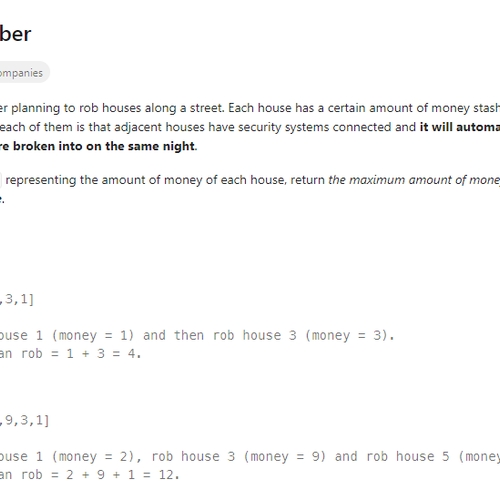 ber
ompanies
er planning to rob houses along a street. Each house has a certain amount of money stash
each of them is that adjacent houses have security systems connected and it will automa
re broken into on the same night.
representing the amount of money of each house, return the maximum amount of mone
.
,3,1]
ouse 1 (money = 1) and then rob house 3 (money = 3).
an rob = 1 + 3 = 4.
,9,3,1]
ouse 1 (money = 2), rob house 3 (money = 9) and rob house 5 (money
an rob = 2 + 9 + 1 = 12.